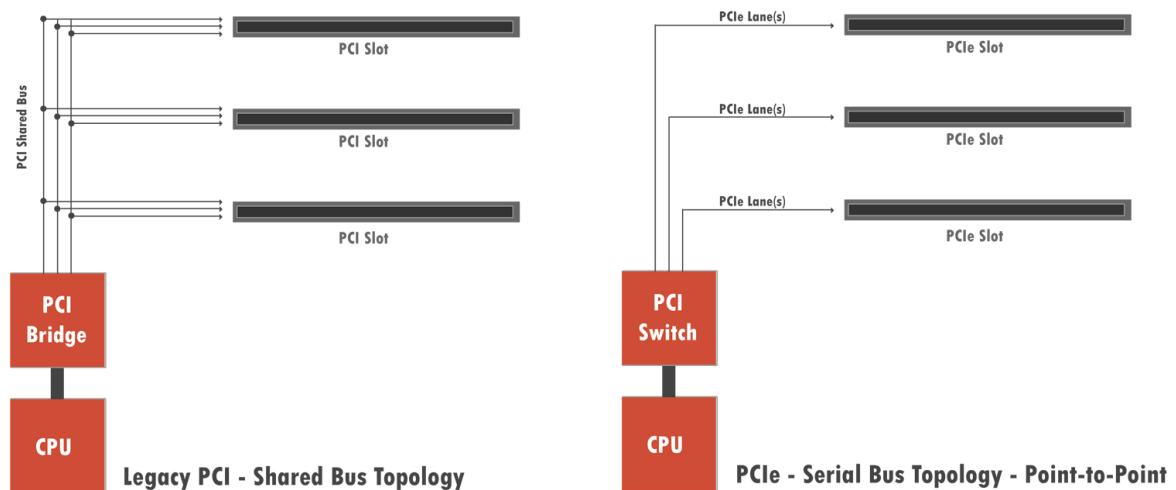 PCI Shared Bus
PCI Slot
PCI Slot
PCI Slot
PCI
Bridge
CPU
Legacy PCI - Shared Bus Topology
PCIe Lane(s)
PCIe Slot
PCIe Lane(s)
PCIe Slot
PCIe Lane(s)
PCIe Slot
PCI
Switch
CPU
PCIe - Serial Bus Topology - Point-to-Point